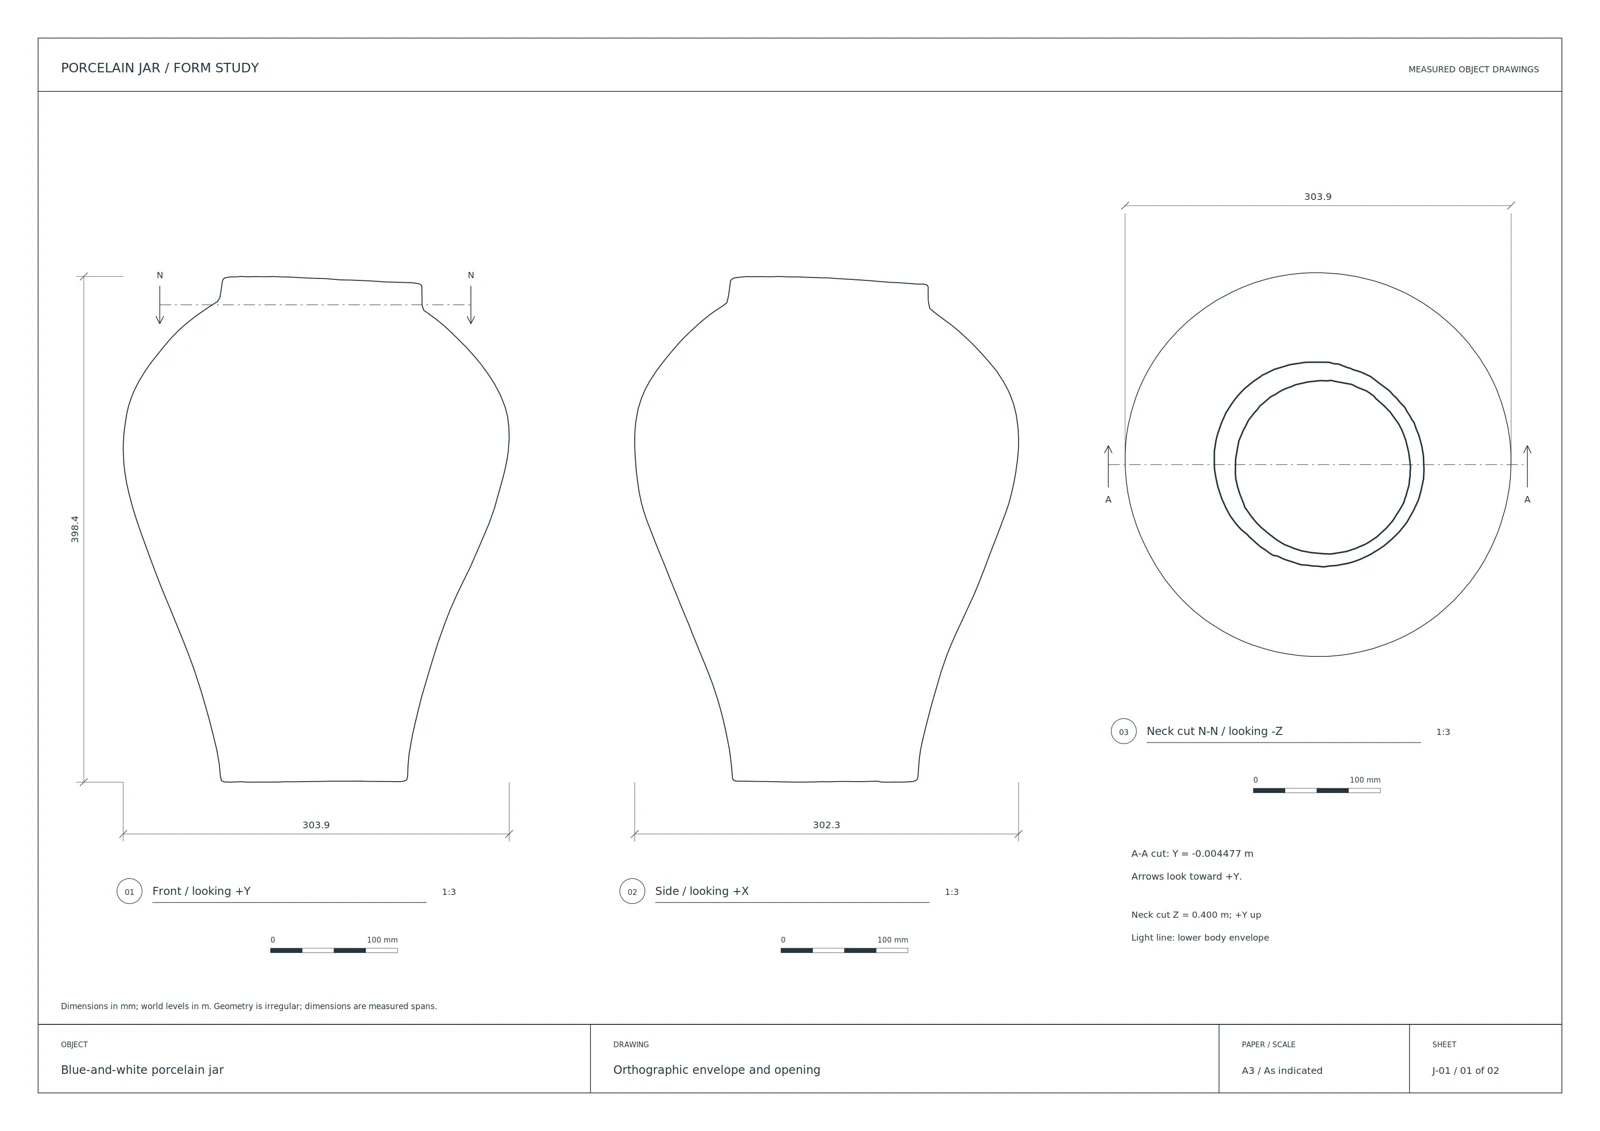 PORCELAIN JAR / FORM STUDY
MEASURED OBJECT DRAWINGS
303.9
N
N
398.4
A
A
303.9
302.3
03
Neck cut N-N / looking -Z
1:3
0
100 mm
A-A cut: Y = -0.004477 m
Arrows look toward +Y.
Neck cut Z = 0.400 m; +Y up
Light line: lower body envelope
01
Front / looking +Y
1:3
02
Side / looking +X
1:3
0
100 mm
0
100 mm
Dimensions in mm; world levels in m. Geometry is irregular; dimensions are measured spans.
OBJECT
Blue-and-white porcelain jar
DRAWING
Orthographic envelope and opening
PAPER / SCALE
A3 / As indicated
SHEET
J-01 / 01 of 02